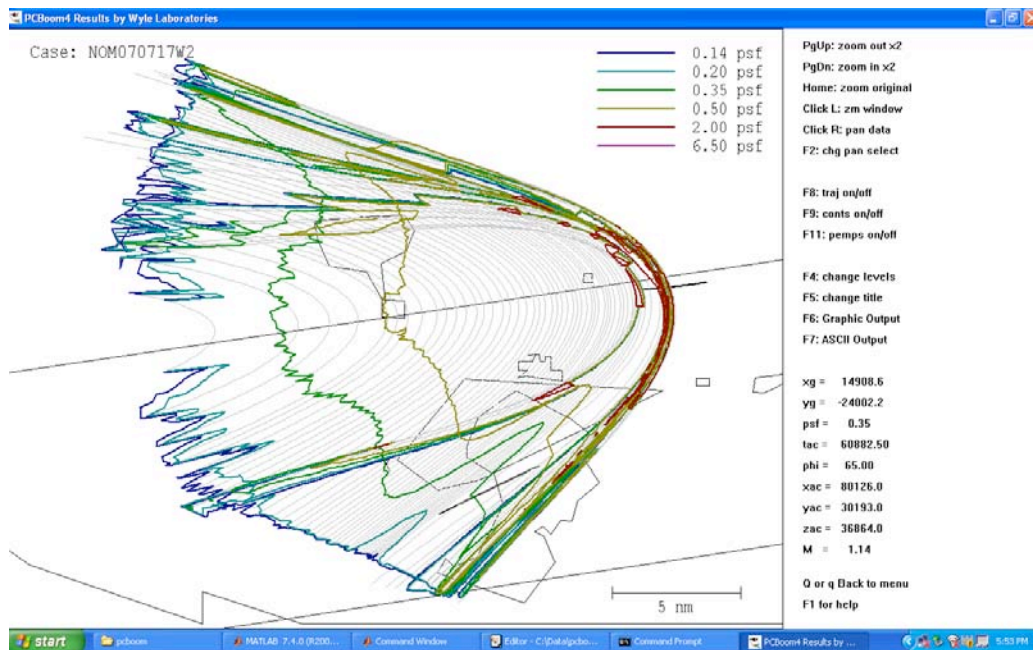 PCBoom4 Results by Wyle Laboratories
Case: NOM070717W2
0.14 psf
0.20 psf
0.35 psf
0.50 psf
2.00 psf
6.50 psf
5 nm
PgUp: zoom out x2
PgDn: zoom in x2
Home: zoom original
Click L: zm window
Click R: pan data
F2: chg pan select
F8: traj on/off
F9: conts on/off
F11: pemps on/off
F4: change levels
F5: change title
F6: Graphic Output
F7: ASCII Output
xg = 14908.6
yg = -24002.2
psf = 0.35
tac = 60882.50
phi = 65.00
xac = 80126.0
yac = 30193.0
zac = 36864.0
M = 1.14
Q or q Back to menu
F1 for help
start
pcboom
MATLAB 7.4.0 (R200...
Command Window
Editor - C:\Data\pcbo...
Command Prompt
PCBoom4 Results by ...
5:53 PM